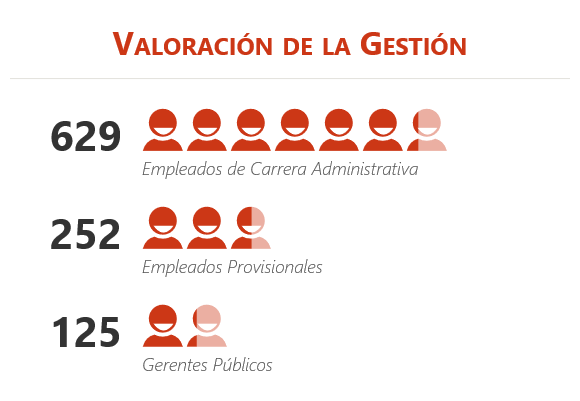 Valoración de la Gestión
629
Empleados de Carrera Administrativa
252
Empleados Provisionales
125
Gerentes Públicos